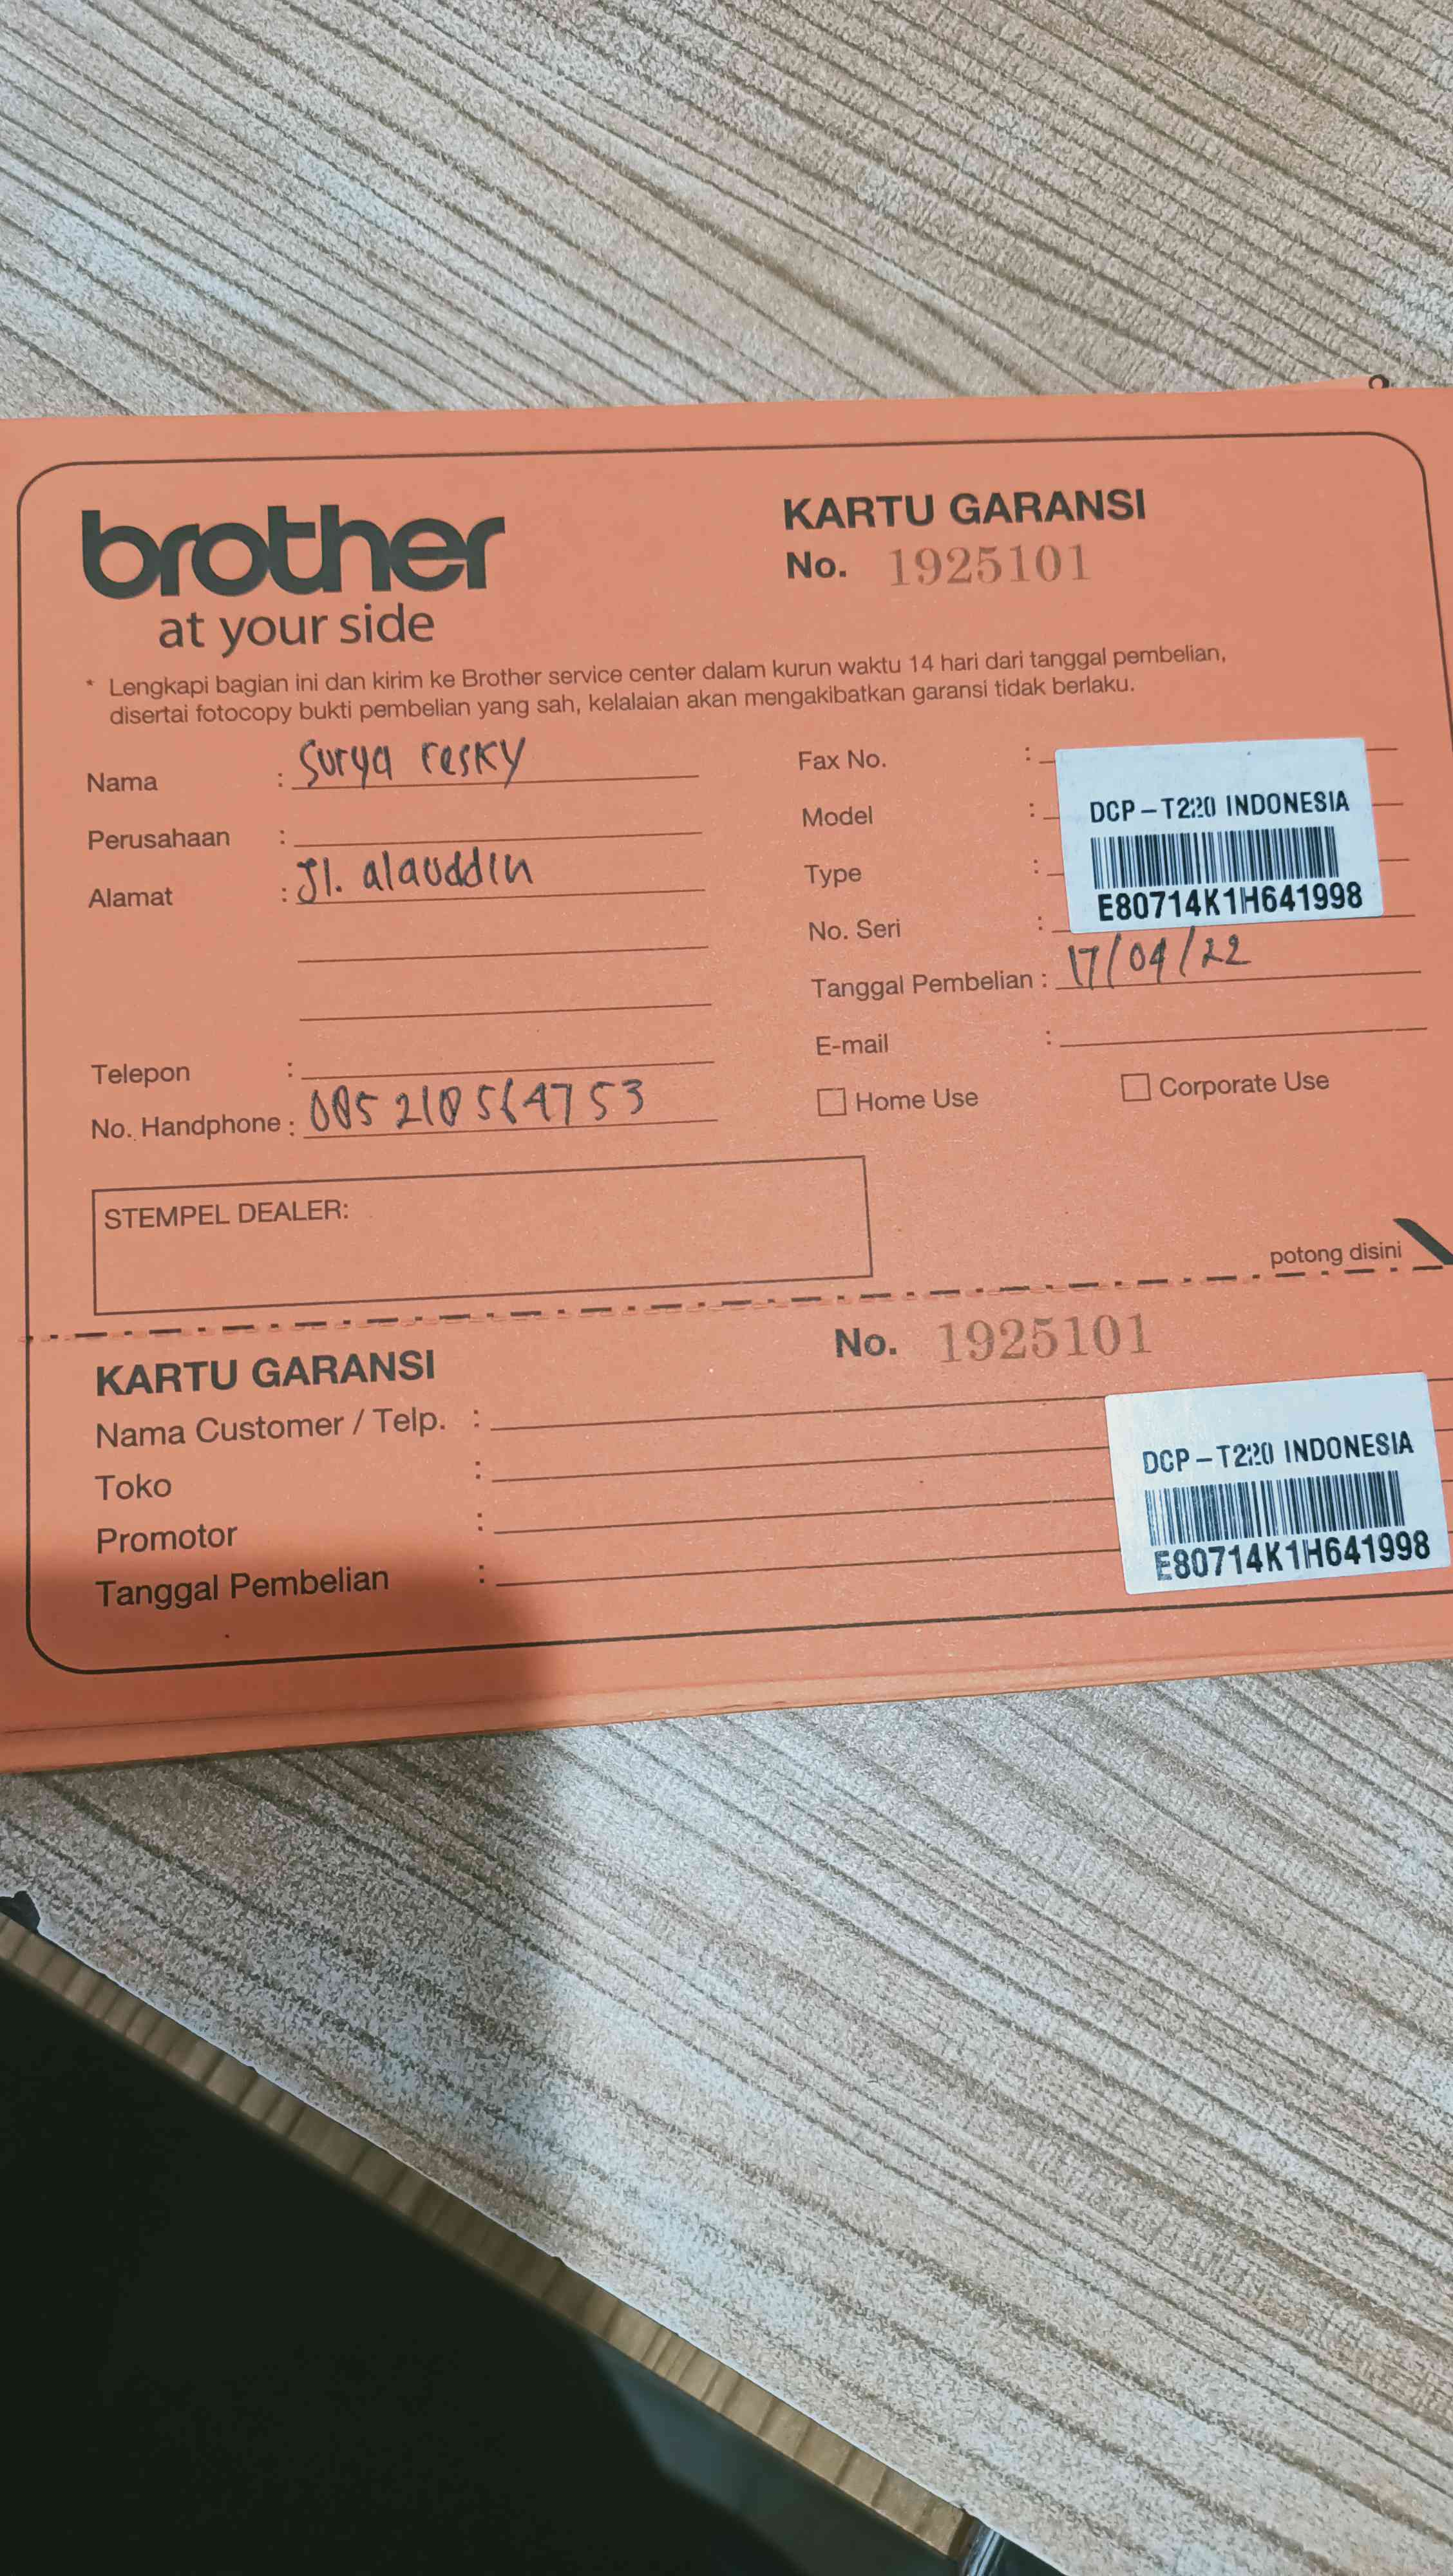 brother
at your side
KARTU GARANSI
No. 1925101
* Lengkapi bagian ini dan kirim ke Brother service center dalam kurun waktu 14 hari dari tanggal pembelian,
disertai fotocopy bukti pembelian yang sah, kelalaian akan mengakibatkan garansi tidak berlaku.
Nama : Surya resky
Perusahaan :
Alamat : Jl. alauddin
Telepon :
No. Handphone :
Fax No. :
Model :
Type :
No. Seri :
DCP-T220 INDONESIA
E80714K1H641998
Tanggal Pembelian : 17/04/22
E-mail :
Home Use
Corporate Use
STEMPEL DEALER:
potong disini
KARTU GARANSI
No. 1925101
Nama Customer / Telp. :
Toko :
Promotor :
Tanggal Pembelian :
DCP-T220 INDONESIA
E80714K1H641998